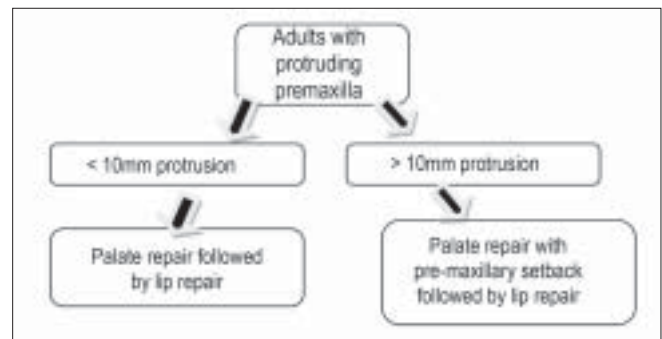 Adults with
protruding
premaxilla
< 10mm protrusion
> 10mm protrusion
Palate repair followed
by lip repair
Palate repair with
pre-maxillary setback
followed by lip repair